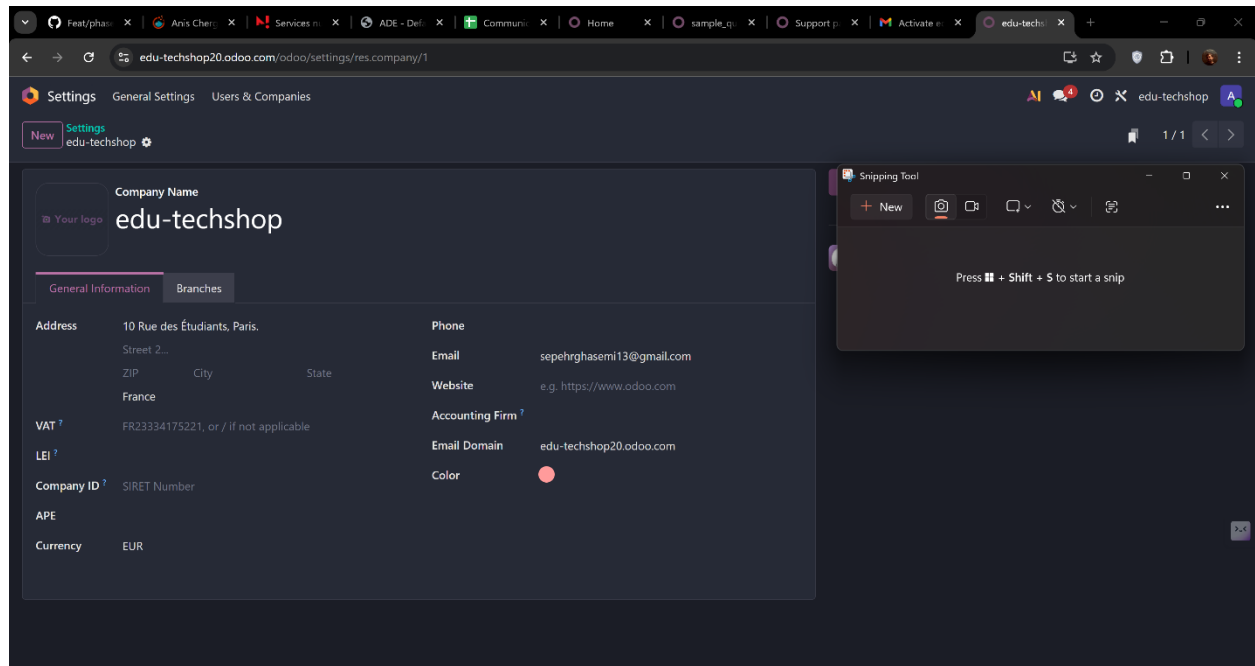 Feat/phase
Anis Cherg
Services nu
ADE - Defa
Communi
Home
sample_qu
Support p
Activate e
edu-techsh
edu-techshop20.odoo.com/odoo/settings/res.company/1
Settings General Settings Users & Companies
4
edu-techshop
A
New
Settings
edu-techshop
1/1
Your logo
Company Name
edu-techshop
General Information Branches
Address 10 Rue des Étudiants, Paris.
Street 2...
ZIP City State
France
VAT ? FR23334175221, or / if not applicable
LEI ?
Company ID ? SIRET Number
APE
Currency EUR
Phone
Email sepehrghasemi13@gmail.com
Website e.g. https://www.odoo.com
Accounting Firm ?
Email Domain edu-techshop20.odoo.com
Color
Snipping Tool
+ New
Press + Shift + S to start a snip